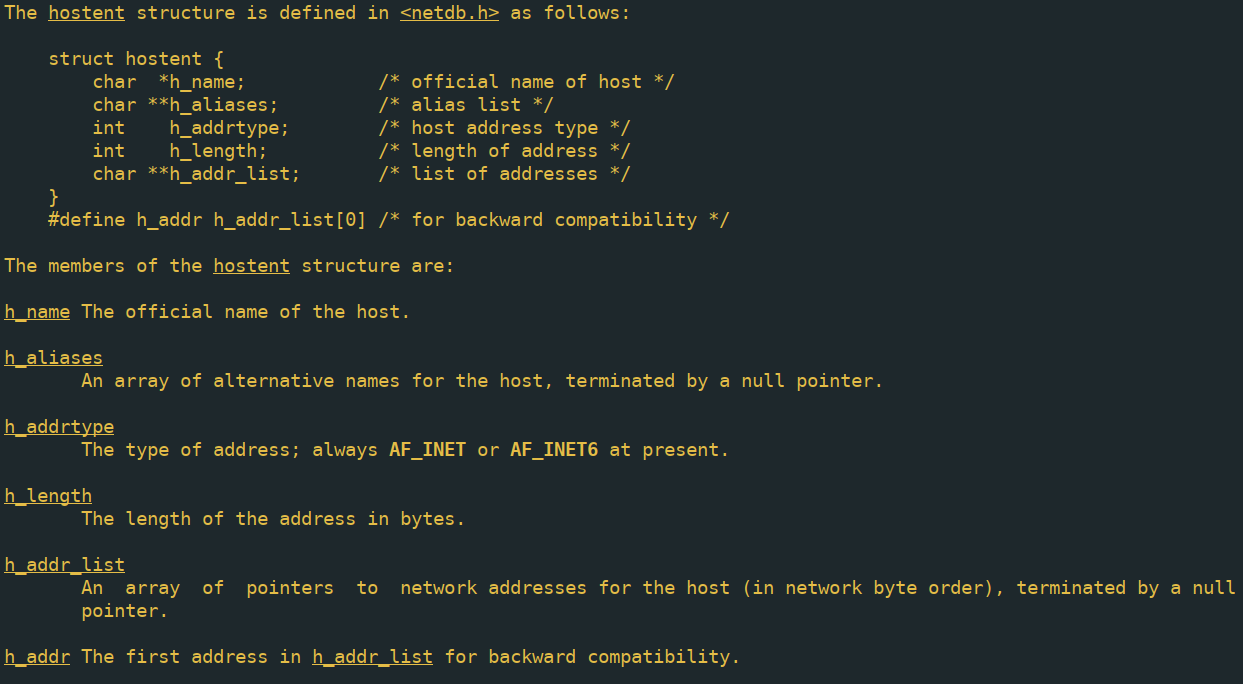 The hostent structure is defined in <netdb.h> as follows:
struct hostent {
char *h_name; /* official name of host */
char **h_aliases; /* alias list */
int h_addrtype; /* host address type */
int h_length; /* length of address */
char **h_addr_list; /* list of addresses */
}
#define h_addr h_addr_list[0] /* for backward compatibility */
The members of the hostent structure are:
h_name The official name of the host.
h_aliases
An array of alternative names for the host, terminated by a null pointer.
h_addrtype
The type of address; always AF_INET or AF_INET6 at present.
h_length
The length of the address in bytes.
h_addr_list
An array of pointers to network addresses for the host (in network byte order), terminated by a null
pointer.
h_addr The first address in h_addr_list for backward compatibility.